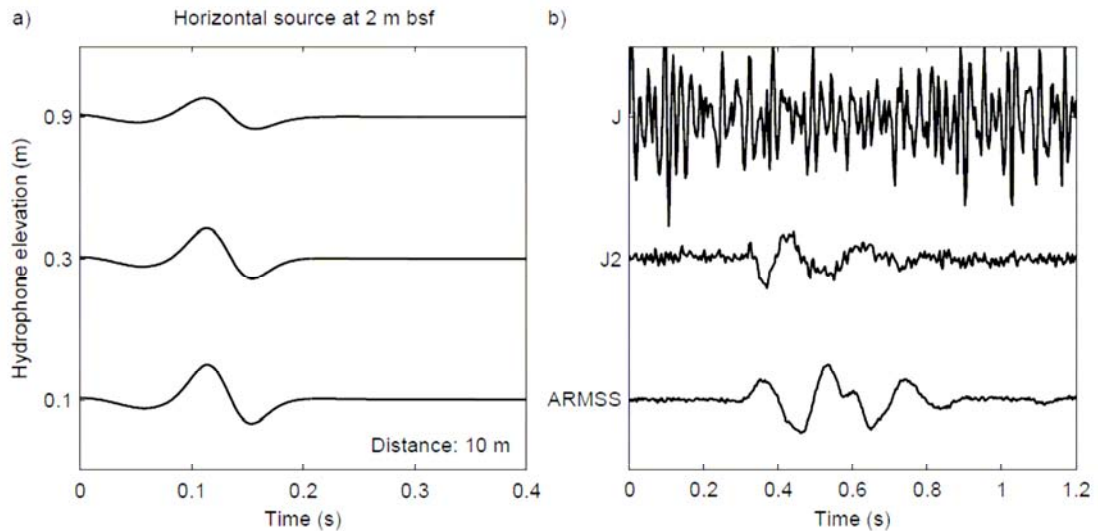 a)
Horizontal source at 2 m bsf
Hydrophone elevation (m)
0.9
0.3
0.1
Distance: 10 m
0
0.1
0.2
0.3
0.4
Time (s)
b)
J
J2
ARMSS
0
0.2
0.4
0.6
0.8
1
1.2
Time (s)